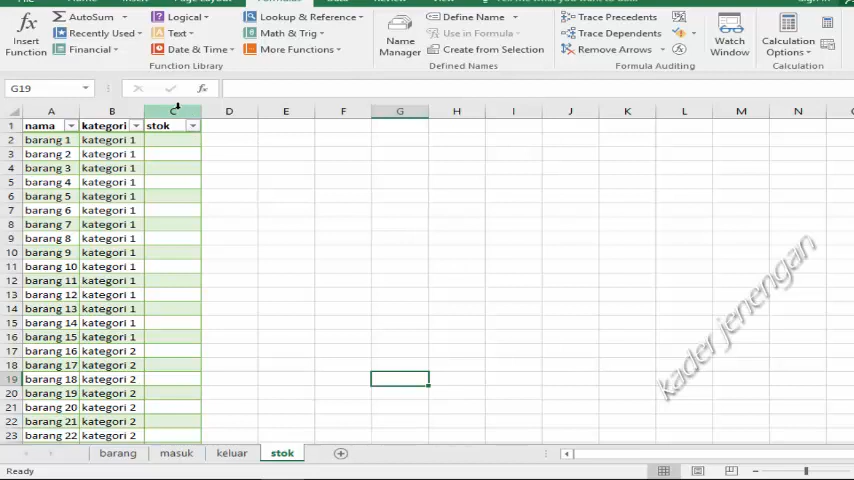 Formulas
AutoSum
Logical
Lookup & Reference
Define Name
Trace Precedents
Insert Function
Recently Used
Text
Math & Trig
Name Manager
Use in Formula
Trace Dependents
Watch Window
Calculation Options
Financial
Date & Time
More Functions
Create from Selection
Remove Arrows
Function Library
Defined Names
Formula Auditing
Calculation
G19
fx
A B C D E F G H I J K L M N
1 nama kategori stok
2 barang 1 kategori 1
3 barang 2 kategori 1
4 barang 3 kategori 1
5 barang 4 kategori 1
6 barang 5 kategori 1
7 barang 6 kategori 1
8 barang 7 kategori 1
9 barang 8 kategori 1
10 barang 9 kategori 1
11 barang 10 kategori 1
12 barang 11 kategori 1
13 barang 12 kategori 1
14 barang 13 kategori 1
15 barang 14 kategori 1
16 barang 15 kategori 1
17 barang 16 kategori 2
18 barang 17 kategori 2
19 barang 18 kategori 2
20 barang 19 kategori 2
21 barang 20 kategori 2
22 barang 21 kategori 2
23 barang 22 kategori 2
kader jenengan
barang masuk keluar stok
Ready